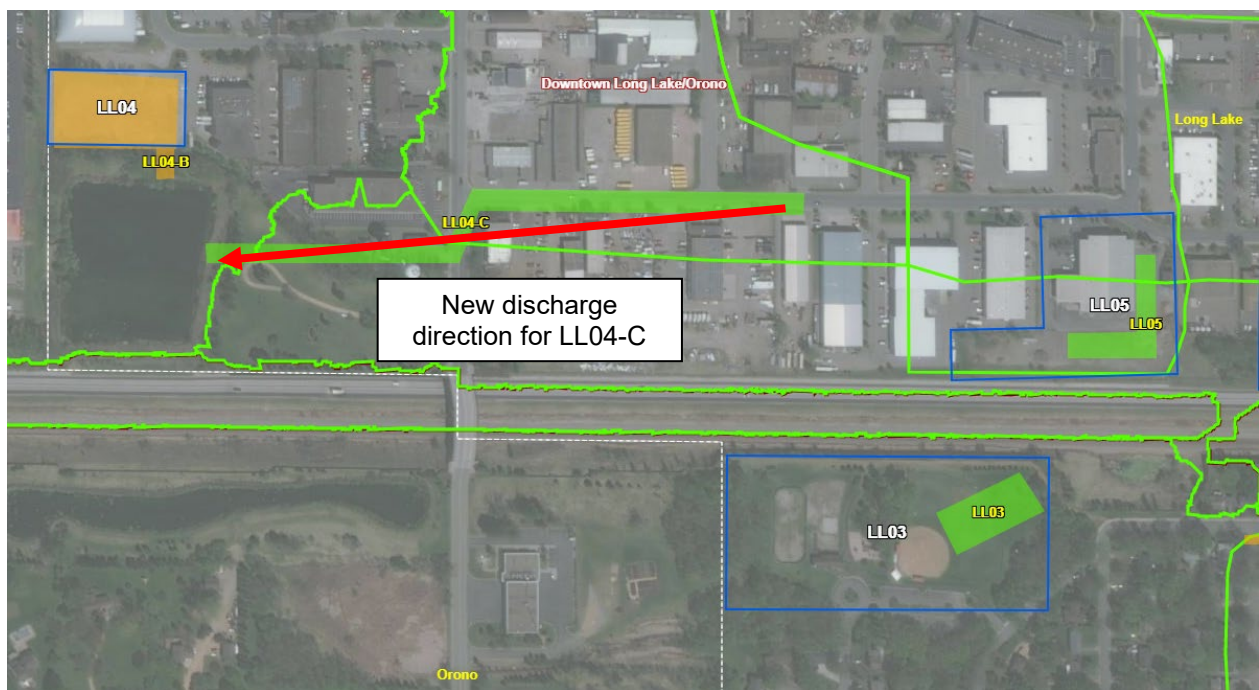 Downtown Long Lake/Orono
LL04
Long Lake
LL04-B
LL04-C
New discharge
direction for LL04-C
LL05
LL05
LL03
LL03
Orono